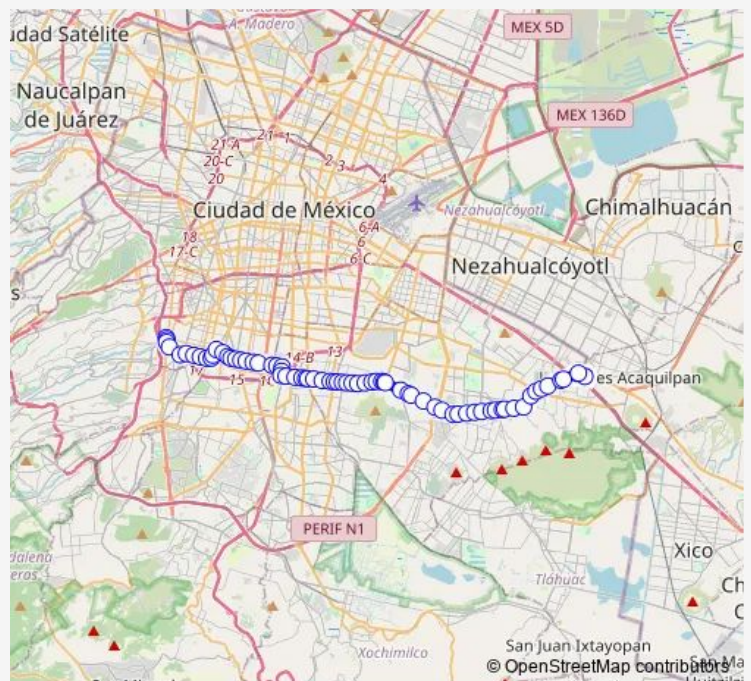 MEX 5D
A. Madero
udad Satélite
Naucalpan
de Juárez
MEX 136D
21-A
21
1
20-C
2
3
20
4
Ciudad de México
Nezahualcóyotl
Chimalhuacán
6-A
6
6-C
18
17-C
Nezahualcóyotl
C
s
14-B
13
15
es Acaquilpan
PERIF N1
Xico
Tláhuac
Ch
C
Xochimilco
San Juan Ixtayopan
© OpenStreetMap contributors